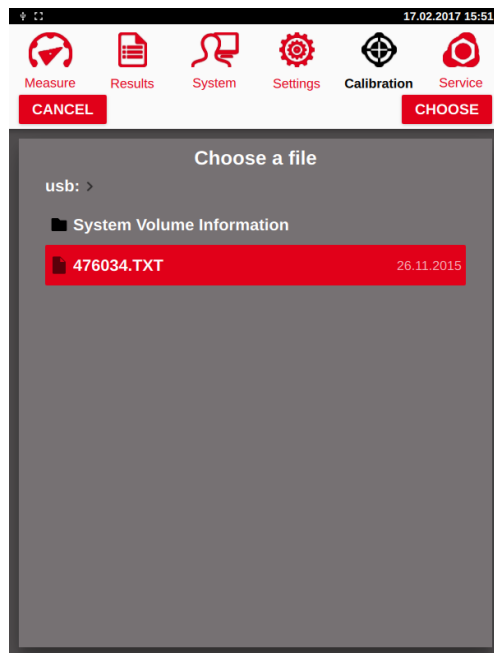 17.02.2017 15:51
Measure Results System Settings Calibration Service
CANCEL CHOOSE
Choose a file
usb: >
System Volume Information
476034.TXT 26.11.2015